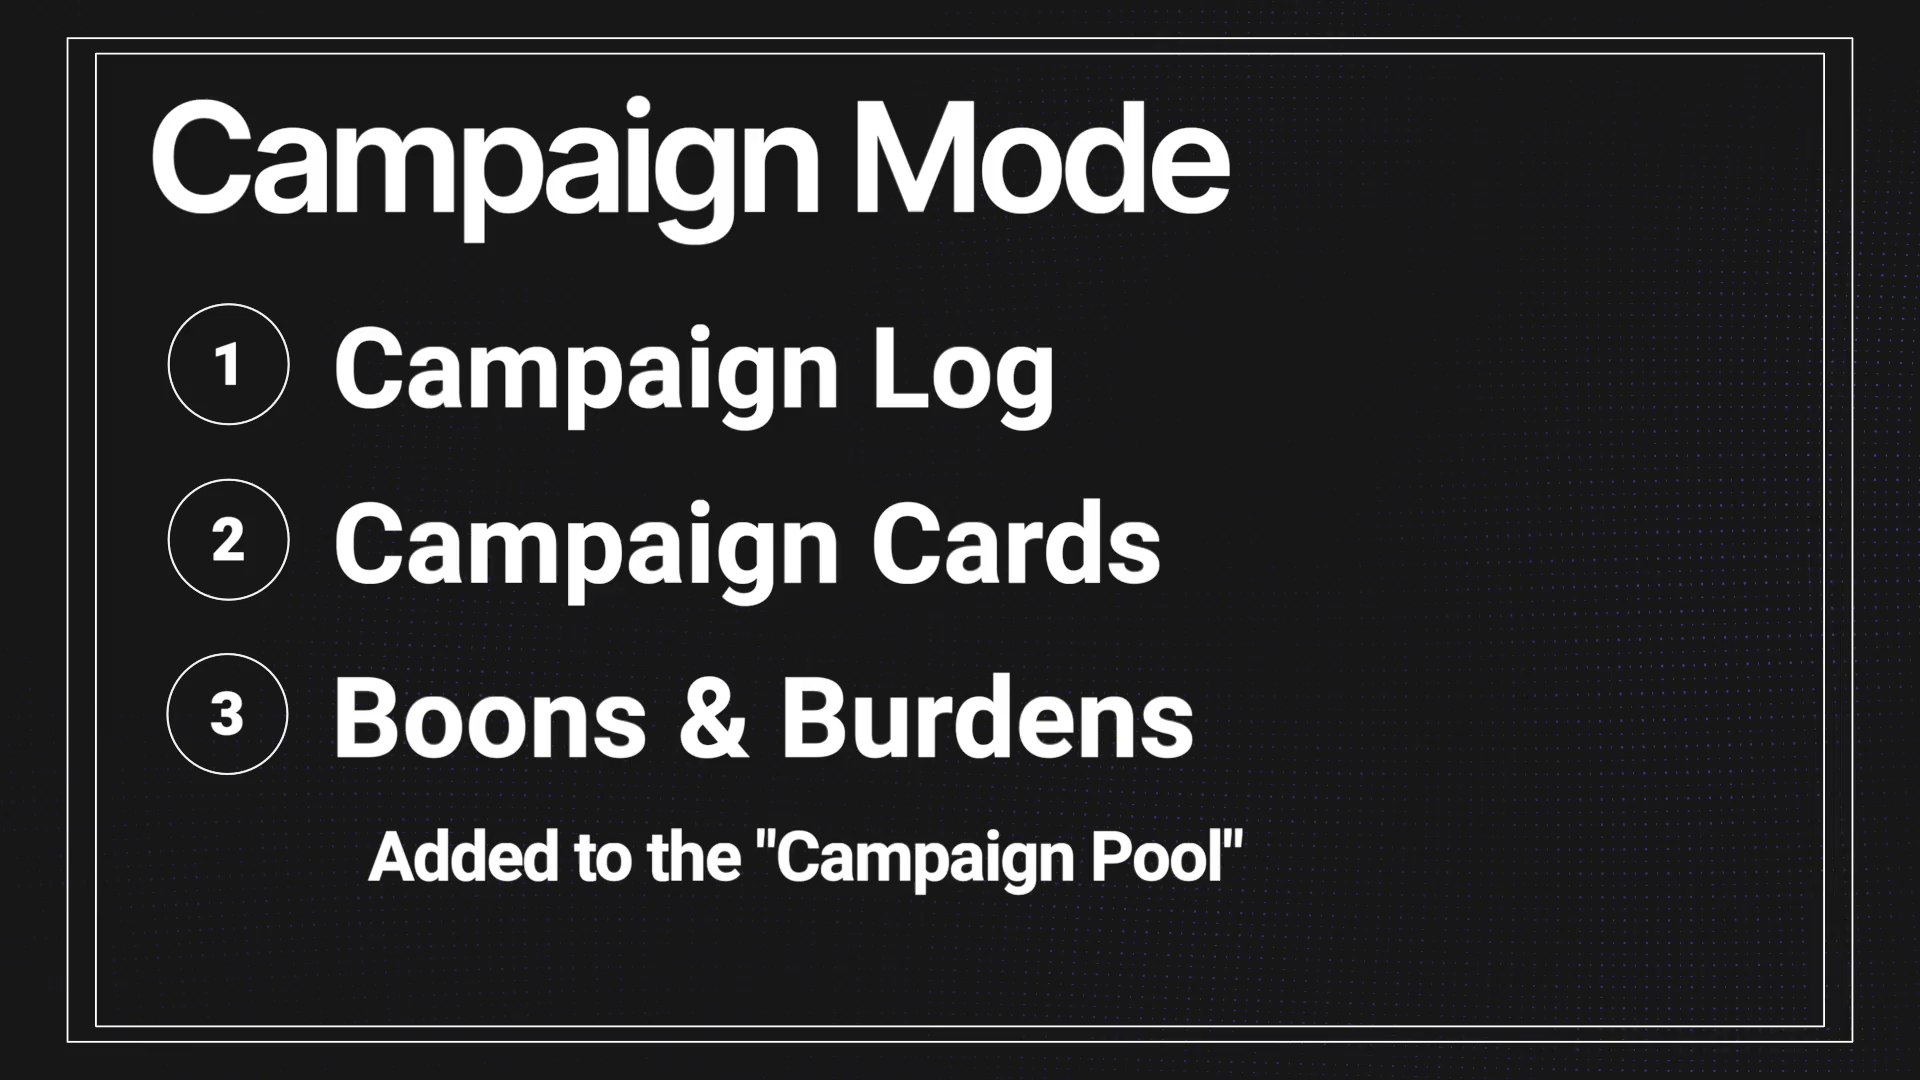 Campaign Mode
1 Campaign Log
2 Campaign Cards
3 Boons & Burdens
Added to the "Campaign Pool"